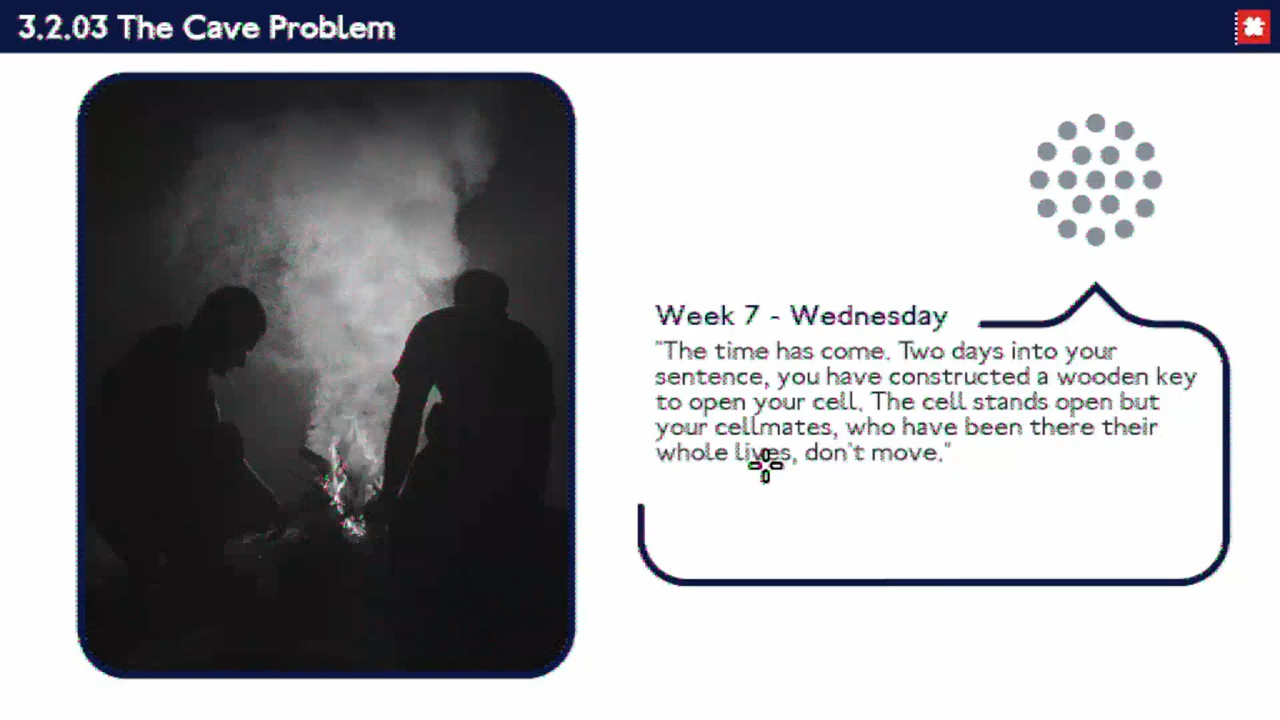 3.2.03 The Cave Problem
Week 7 - Wednesday
"The time has come. Two days into your
sentence, you have constructed a wooden key
to open your cell. The cell stands open but
your cellmates, who have been there their
whole lives, don't move."